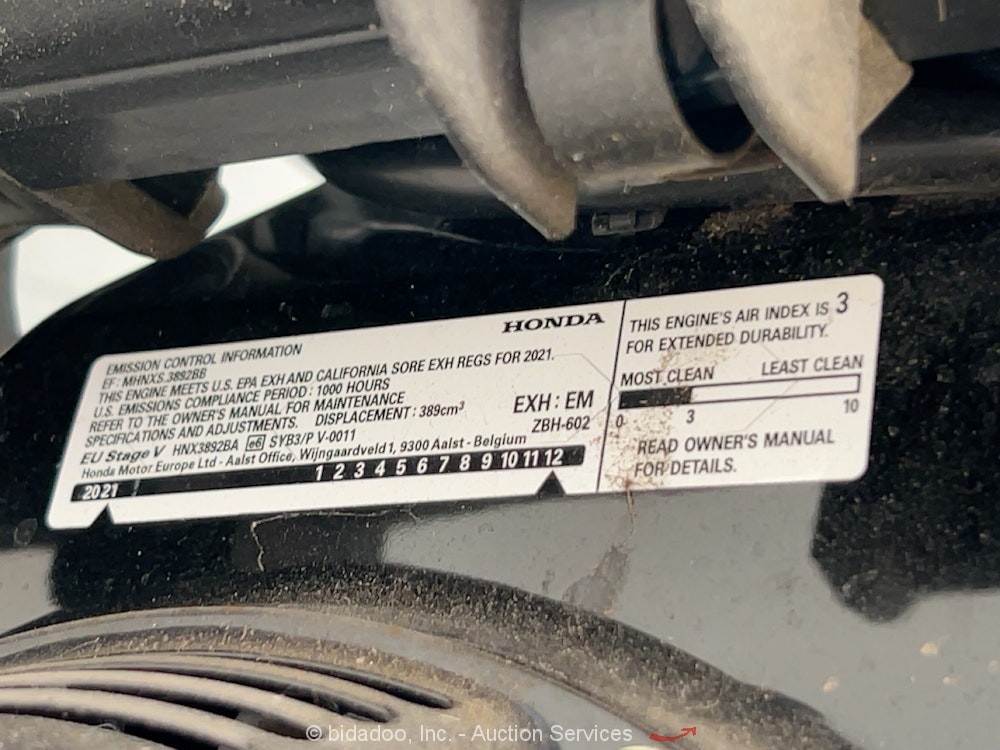 HONDA
EMISSION CONTROL INFORMATION
EF: MHNXS.3892BB
THIS ENGINE MEETS U.S. EPA EXH AND CALIFORNIA SORE EXH REGS FOR 2021.
U.S. EMISSIONS COMPLIANCE PERIOD: 1000 HOURS
REFER TO THE OWNER'S MANUAL FOR MAINTENANCE
SPECIFICATIONS AND ADJUSTMENTS. DISPLACEMENT: 389cm³
EXH: EM
ZBH-602
EU Stage V HNX3892BA e6 SYB3/P V-0011
Honda Motor Europe Ltd - Aalst Office, Wijngaardveld 1, 9300 Aalst - Belgium
2021 1 2 3 4 5 6 7 8 9 10 11 12
THIS ENGINE'S AIR INDEX IS 3
FOR EXTENDED DURABILITY.
MOST CLEAN LEAST CLEAN
0 3 10
READ OWNER'S MANUAL
FOR DETAILS.
© bidadoo, Inc. - Auction Services